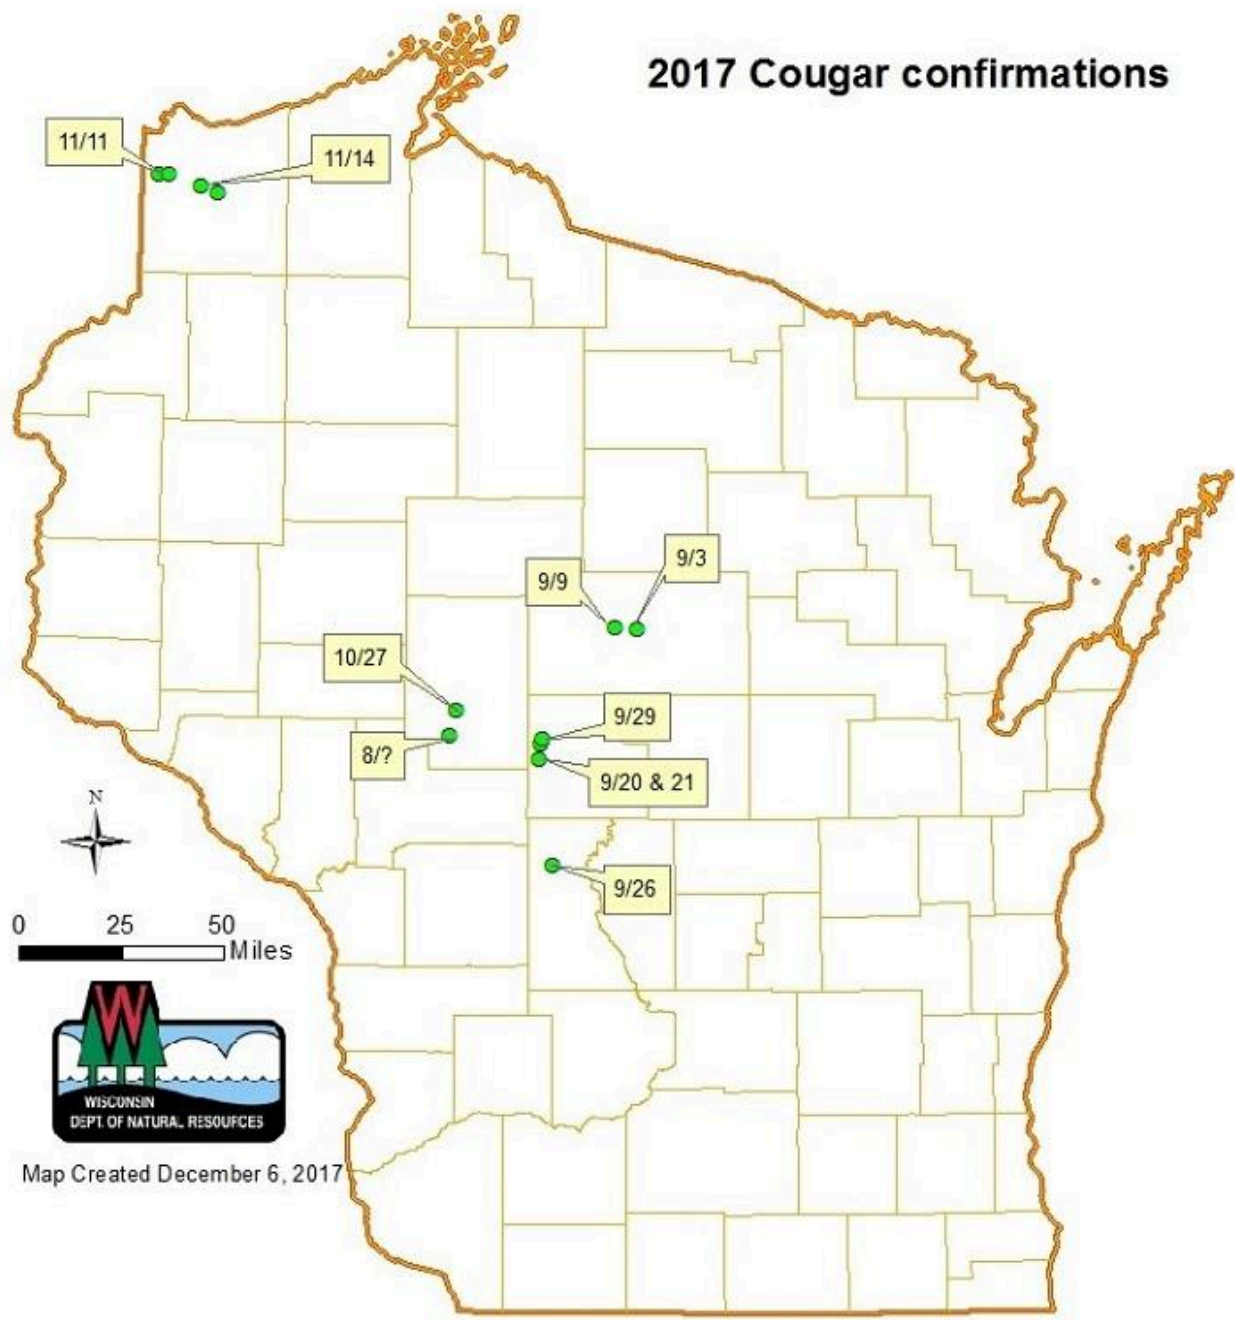 2017 Cougar confirmations
11/11
11/14
9/3
9/9
10/27
9/29
8/?
9/20 & 21
N
9/26
0 25 50
Miles
W
WISCONSIN
DEPT. OF NATURAL RESOURCES
Map Created December 6, 2017